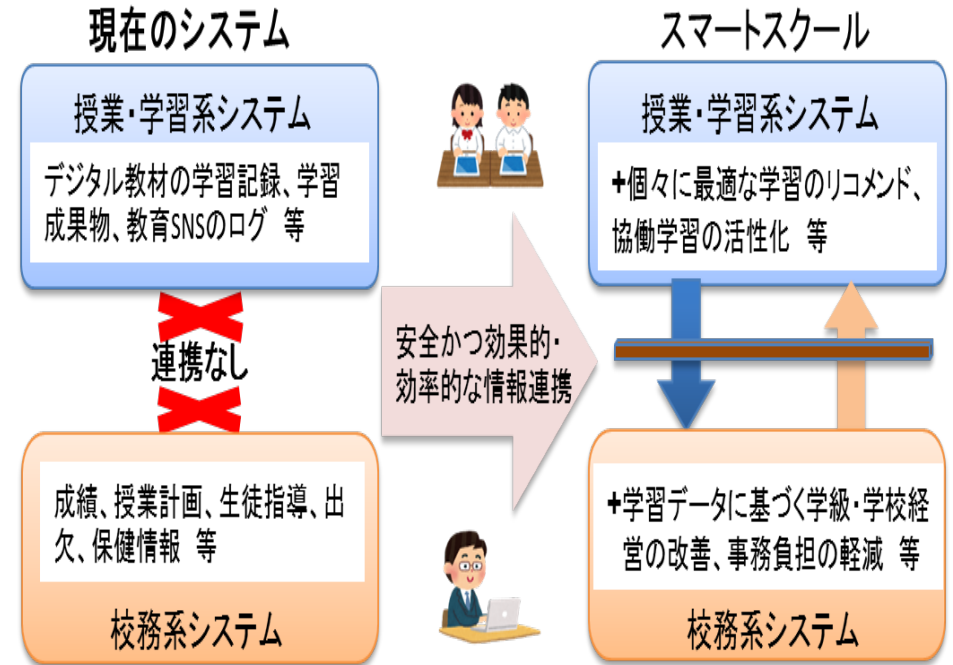 現在のシステム
授業・学習系システム
デジタル教材の学習記録、学習
成果物、教育SNSのログ　等
連携なし
成績、授業計画、生徒指導、出
欠、保健情報　等
校務系システム
安全かつ効果的・
効率的な情報連携
スマートスクール
授業・学習系システム
+個々に最適な学習のリコメンド、
協働学習の活性化　等
+学習データに基づく学級・学校経
営の改善、事務負担の軽減　等
校務系システム